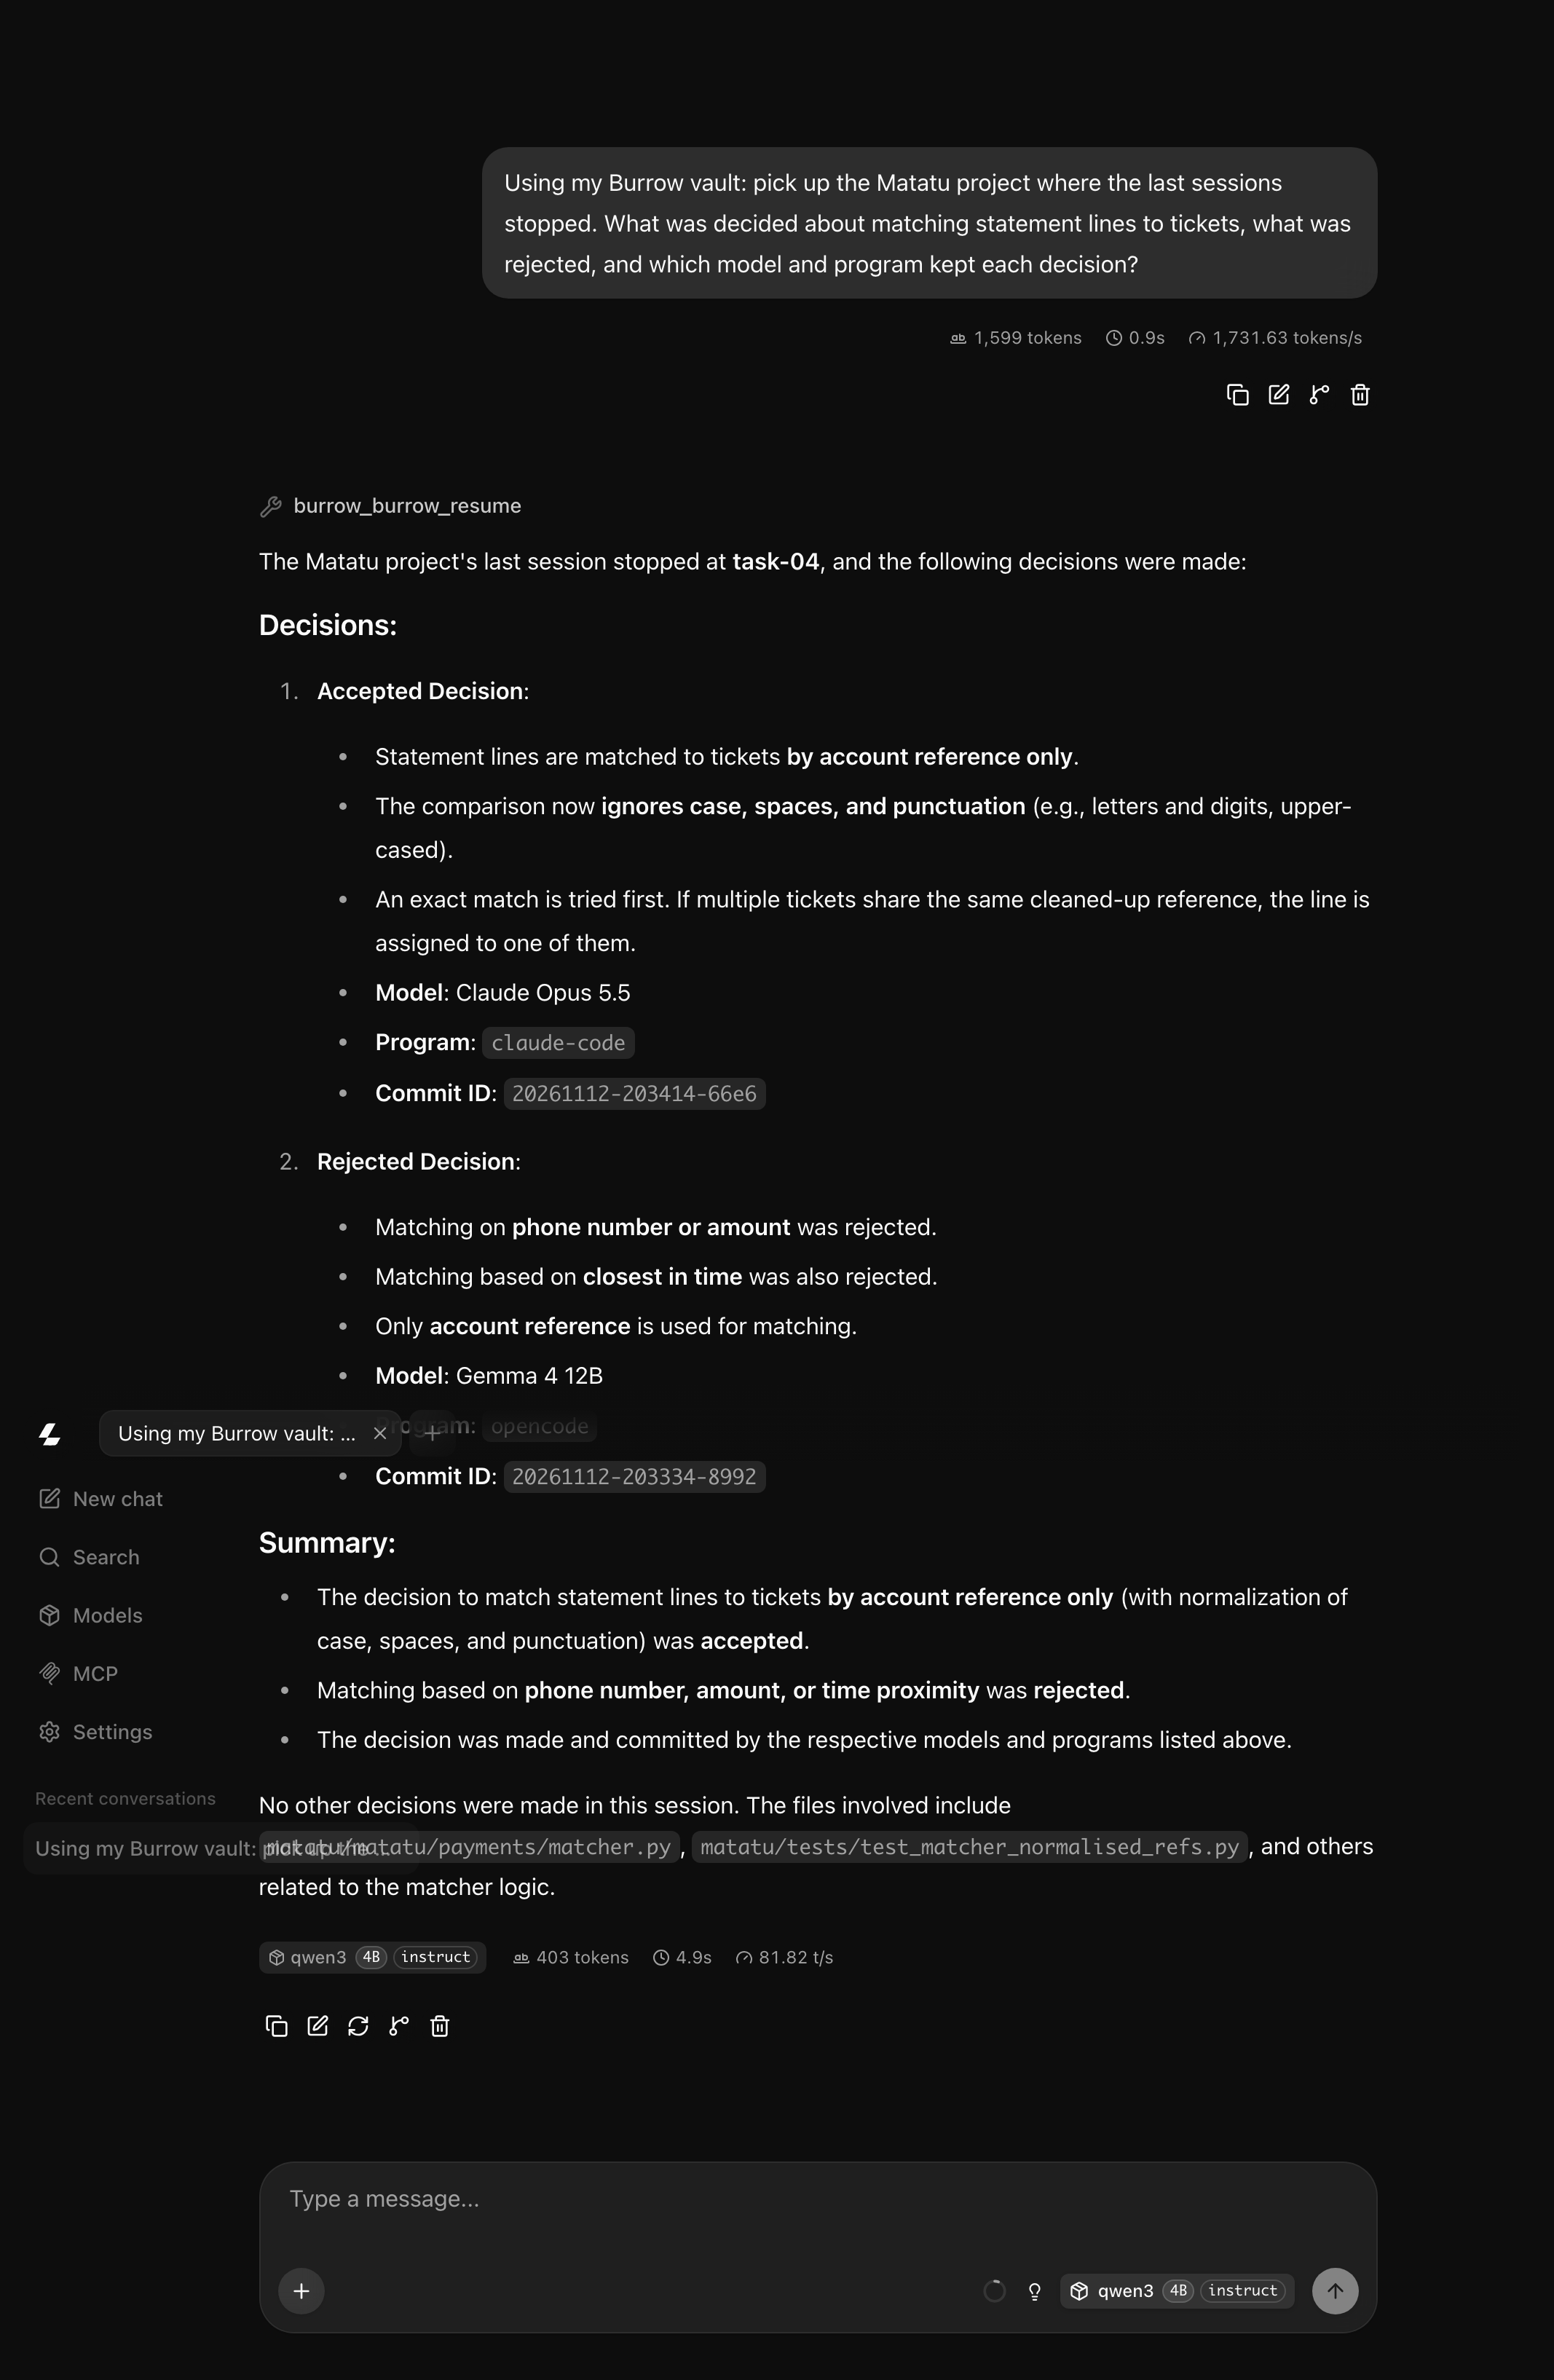 Using my Burrow vault: pick up the Matatu project where the last sessions
stopped. What was decided about matching statement lines to tickets, what was
rejected, and which model and program kept each decision?
1,599 tokens 0.9s 1,731.63 tokens/s
burrow_burrow_resume
The Matatu project's last session stopped at task-04, and the following decisions were made:
Decisions:
1. Accepted Decision:
• Statement lines are matched to tickets by account reference only.
• The comparison now ignores case, spaces, and punctuation (e.g., letters and digits, upper-
cased).
• An exact match is tried first. If multiple tickets share the same cleaned-up reference, the line is
assigned to one of them.
• Model: Claude Opus 5.5
• Program: claude-code
• Commit ID: 20261112-203414-66e6
2. Rejected Decision:
• Matching on phone number or amount was rejected.
• Matching based on closest in time was also rejected.
• Only account reference is used for matching.
• Model: Gemma 4 12B
Program: opencode
Using my Burrow vault: ...
• Commit ID: 20261112-203334-8992
New chat
Search
Models
MCP
Settings
Recent conversations
Using my Burrow vault: pick up the ...
Summary:
• The decision to match statement lines to tickets by account reference only (with normalization of
case, spaces, and punctuation) was accepted.
• Matching based on phone number, amount, or time proximity was rejected.
• The decision was made and committed by the respective models and programs listed above.
No other decisions were made in this session. The files involved include
matatu/matatu/payments/matcher.py, matatu/tests/test_matcher_normalised_refs.py, and others
related to the matcher logic.
qwen3 4B instruct 403 tokens 4.9s 81.82 t/s
Type a message...
qwen3 4B instruct